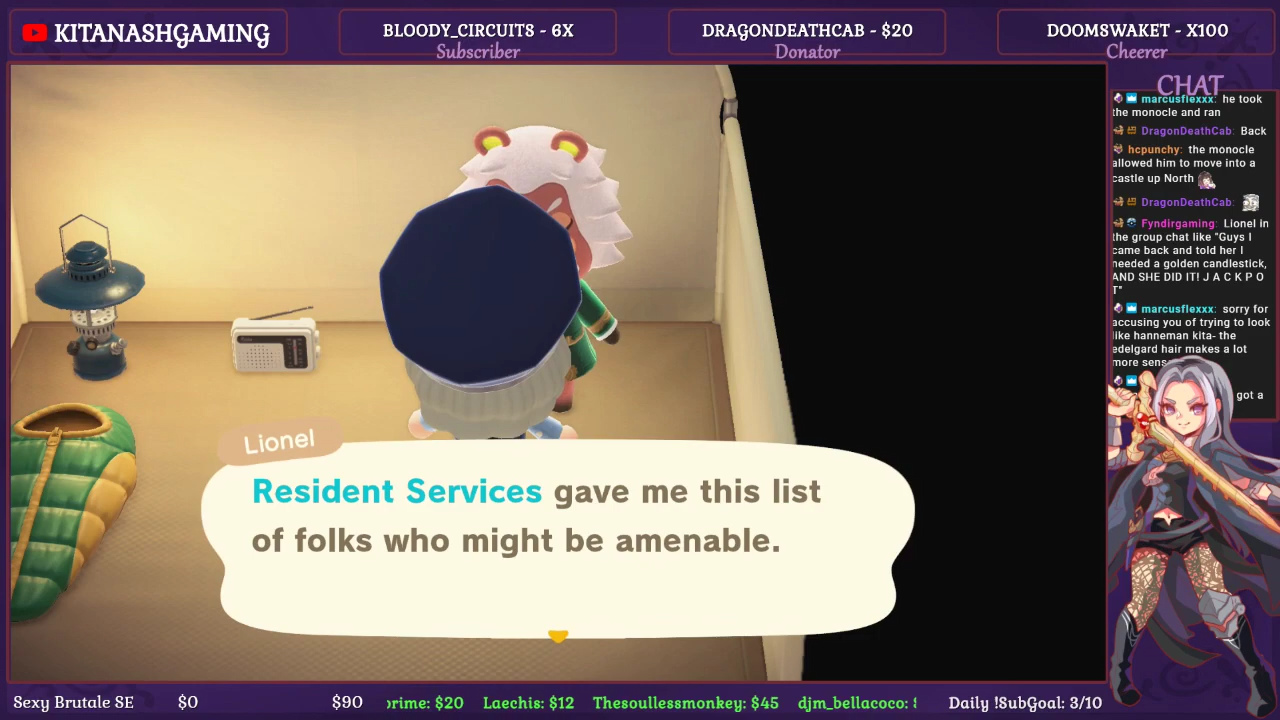 KITANASHGAMING
BLOODY_CIRCUITS - 6X
Subscriber
DRAGONDEATHCAB - $20
Donator
DOOMSWAKET - X100
Cheerer
CHAT
marcusflexxx: he took
the monocle and ran
DragonDeathCab: Back
hcpunchy: the monocle
allowed him to move into a
castle up North
DragonDeathCab:
Fyndirgaming: Lionel in
the group chat like "Guys I
came back and told her I
needed a golden candlestick,
AND SHE DID IT! J A C K P O
T"
marcusflexxx: sorry for
accusing you of trying to look
like hanneman kita- the
edelgard hair makes a lot
more
got a
Lionel
Resident Services gave me this list
of folks who might be amenable.
Sexy Brutale SE $0 $90 prime: $20 Laechis: $12 Thesoullessmonkey: $45 djm_bellacoco: Daily !SubGoal: 3/10